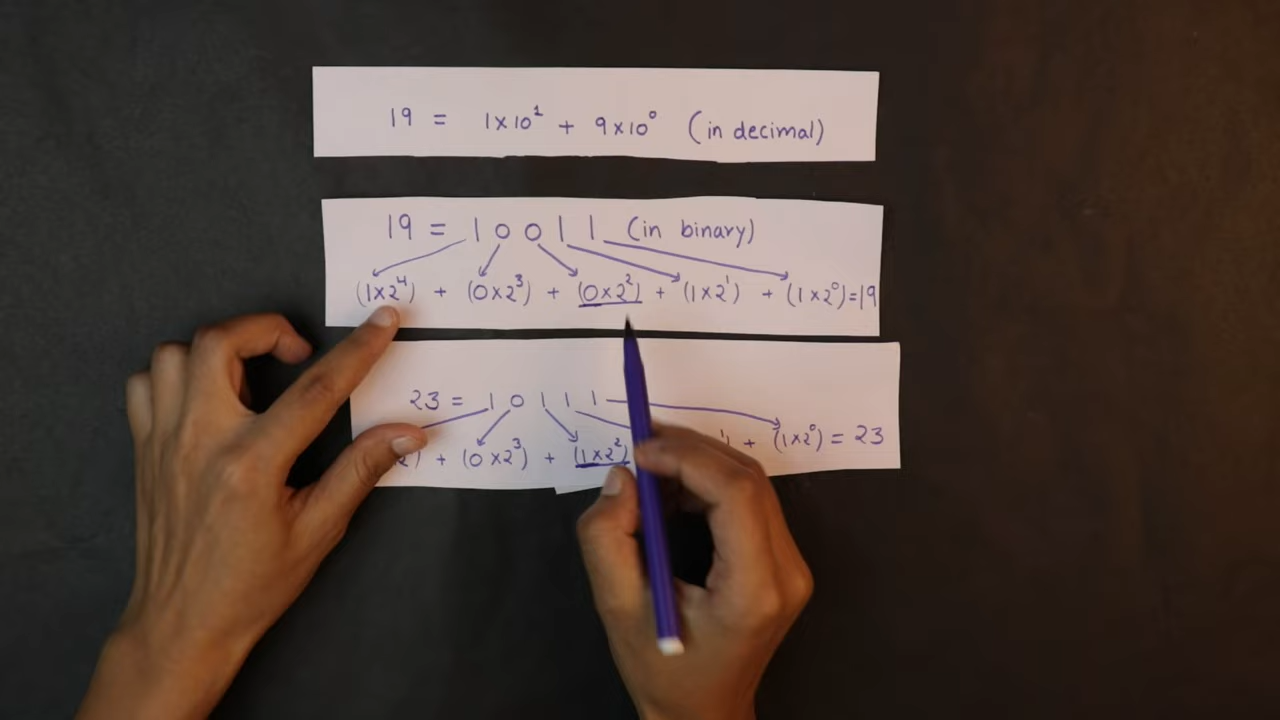 19 = 1×10¹ + 9×10⁰ (in decimal)
19 = 1 0 0 1 1 (in binary)
(1×2⁴) + (0×2³) + (0×2²) + (1×2¹) + (1×2⁰)=19
23 = 1 0 1 1 1
2 ) + (0×2³) + (1×2²) ¹) + (1×2⁰) = 23